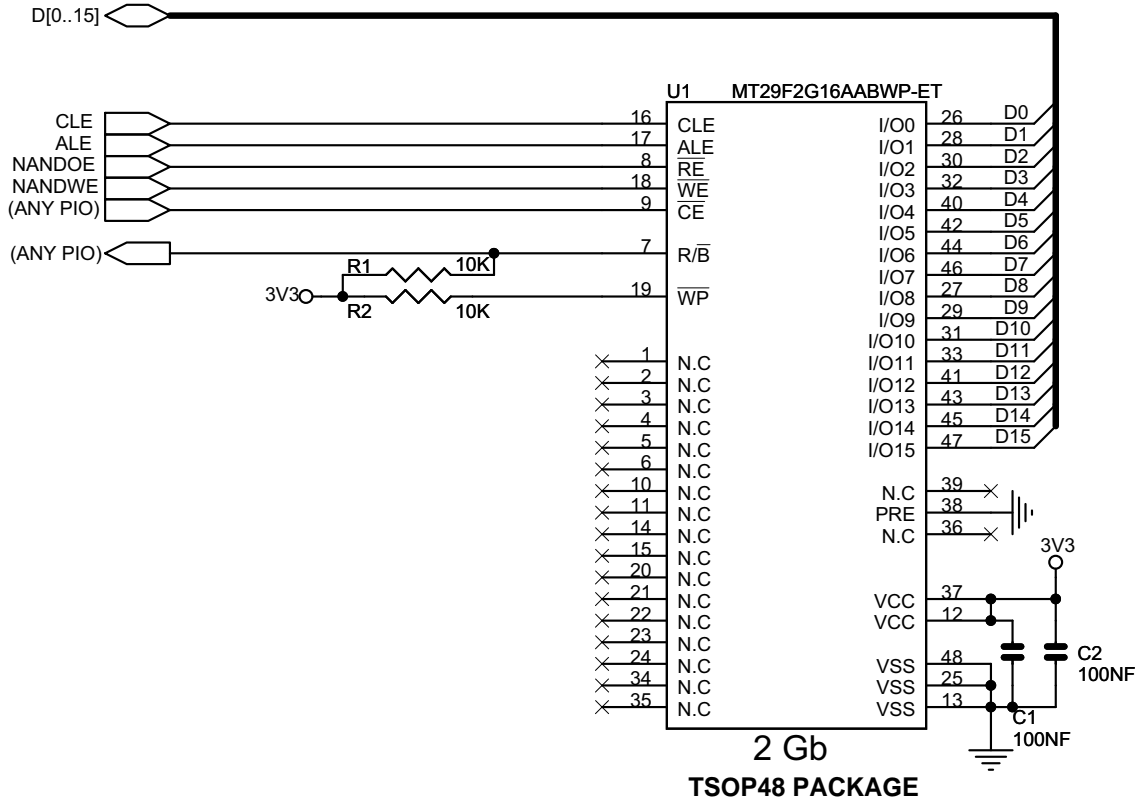 D[0..15]
U1 MT29F2G16AABWP-ET
CLE 16 CLE I/O0 26 D0
ALE 17 ALE I/O1 28 D1
NANDOE 8 RE I/O2 30 D2
NANDWE 18 WE I/O3 32 D3
(ANY PIO) 9 CE I/O4 40 D4
I/O5 42 D5
(ANY PIO) 7 R/B I/O6 44 D6
R1 10K I/O7 46 D7
3V3 19 WP I/O8 27 D8
R2 10K I/O9 29 D9
I/O10 31 D10
1 N.C I/O11 33 D11
2 N.C I/O12 41 D12
3 N.C I/O13 43 D13
4 N.C I/O14 45 D14
5 N.C I/O15 47 D15
6 N.C
10 N.C N.C 39
11 N.C PRE 38
14 N.C N.C 36
15 N.C 3V3
20 N.C
21 N.C VCC 37
22 N.C VCC 12
23 N.C
24 N.C VSS 48 C2
34 N.C VSS 25 100NF
35 N.C VSS 13
C1
100NF
2 Gb
TSOP48 PACKAGE